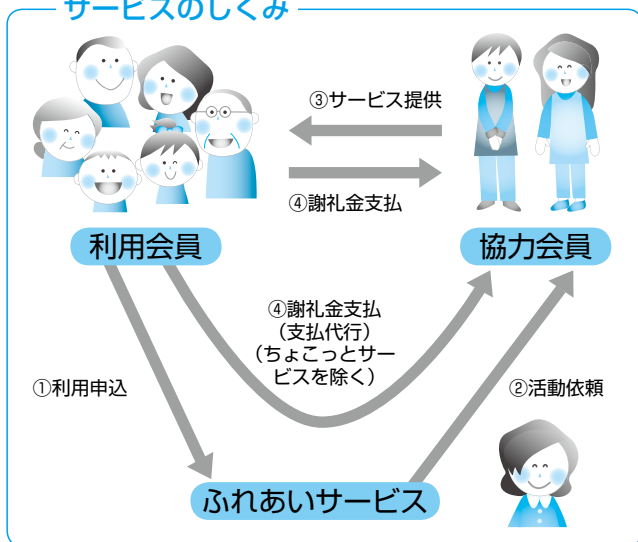 サービスのしくみ
③サービス提供
④謝礼金支払
利用会員
協力会員
④謝礼金支払
（支払代行）
（ちょこっとサー
ビスを除く）
①利用申込
②活動依頼
ふれあいサービス